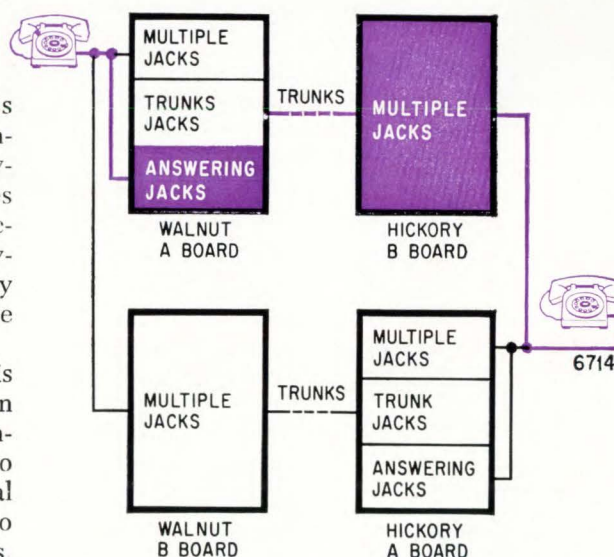 MULTIPLE
JACKS
TRUNKS
JACKS
ANSWERING
JACKS
WALNUT
A BOARD
TRUNKS
MULTIPLE
JACKS
HICKORY
B BOARD
MULTIPLE
JACKS
WALNUT
B BOARD
TRUNKS
MULTIPLE
JACKS
TRUNK
JACKS
ANSWERING
JACKS
HICKORY
A BOARD
6714